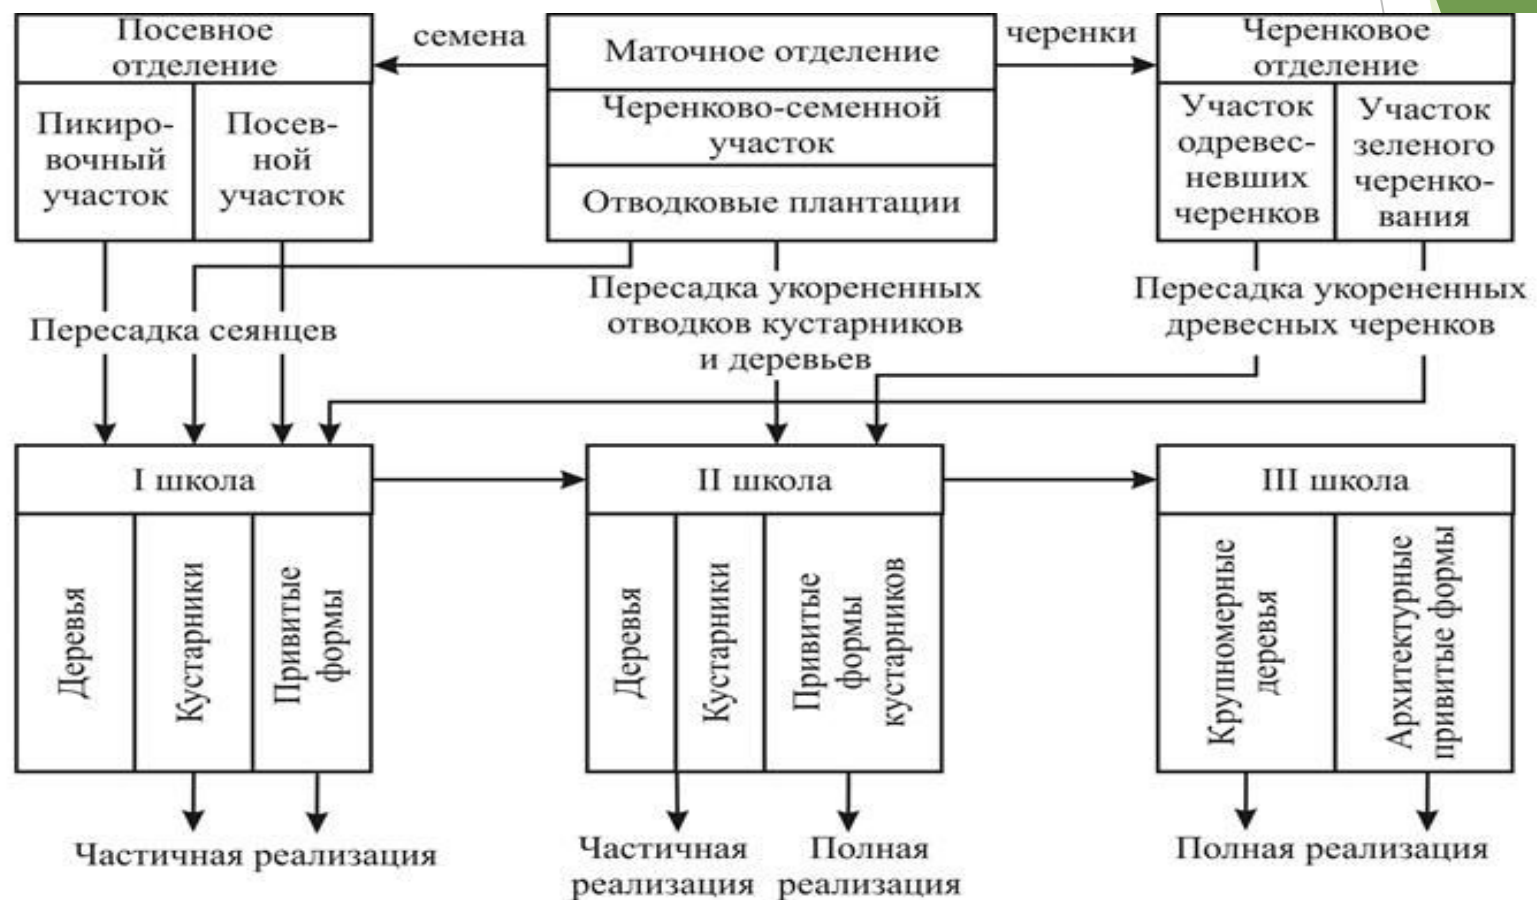 Посевное
отделение
семена
Маточное отделение
черенки
Черенковое
отделение
Пикиро-
вочный
участок
Посев-
ной
участок
Черенково-семенной
участок
Отводковые плантации
Участок
одревес-
невших
черенков
Участок
зеленого
черенко-
вания
Пересадка сеянцев
Пересадка укорененных
отводков кустарников
и деревьев
Пересадка укорененных
древесных черенков
I школа
II школа
III школа
Деревья
Кустарники
Привитые
формы
Деревья
Кустарники
Привитые
формы
кустарников
Крупномерные
деревья
Архитектурные
привитые формы
Частичная реализация
Частичная
реализация
Полная
реализация
Полная реализация